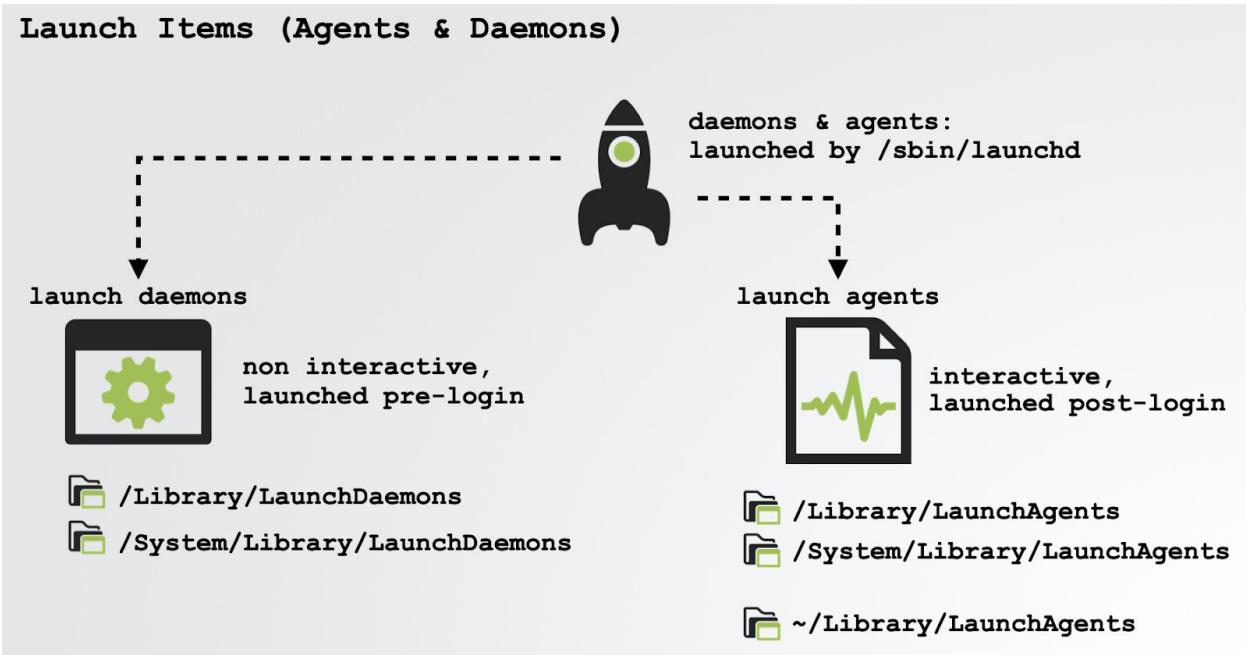 Launch Items (Agents & Daemons)
daemons & agents:
launched by /sbin/launchd
launch daemons
non interactive,
launched pre-login
/Library/LaunchDaemons
/System/Library/LaunchDaemons
launch agents
interactive,
launched post-login
/Library/LaunchAgents
/System/Library/LaunchAgents
~/Library/LaunchAgents